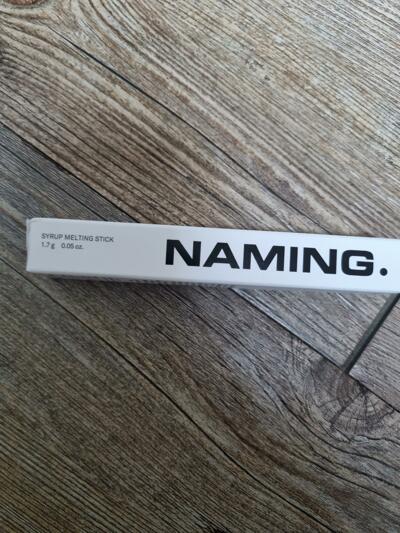 SYRUP MELTING STICK
1.7 g 0.05 oz.
NAMING.